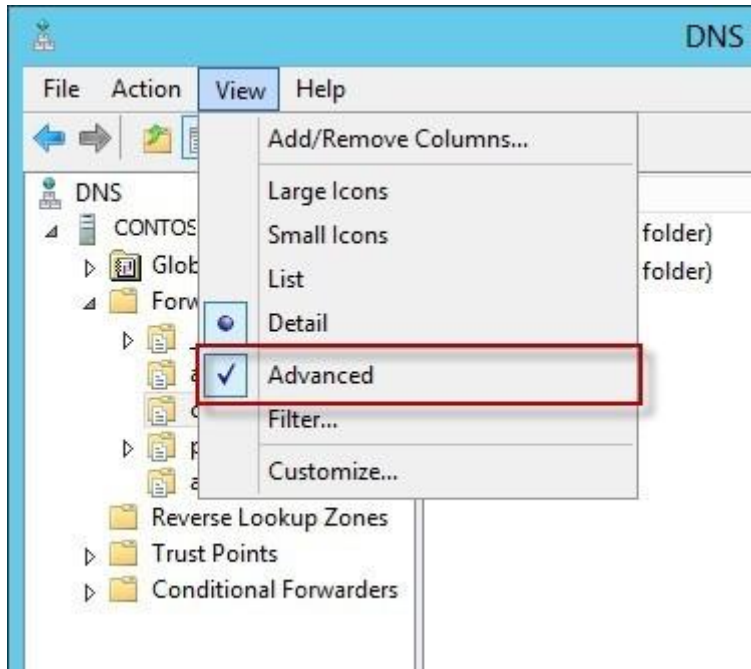 DNS
File Action View Help
Add/Remove Columns...
DNS
Large Icons
CONTOS
Small Icons
folder)
Glob
List
folder)
Forw
Detail
Advanced
Filter...
Customize...
Reverse Lookup Zones
Trust Points
Conditional Forwarders